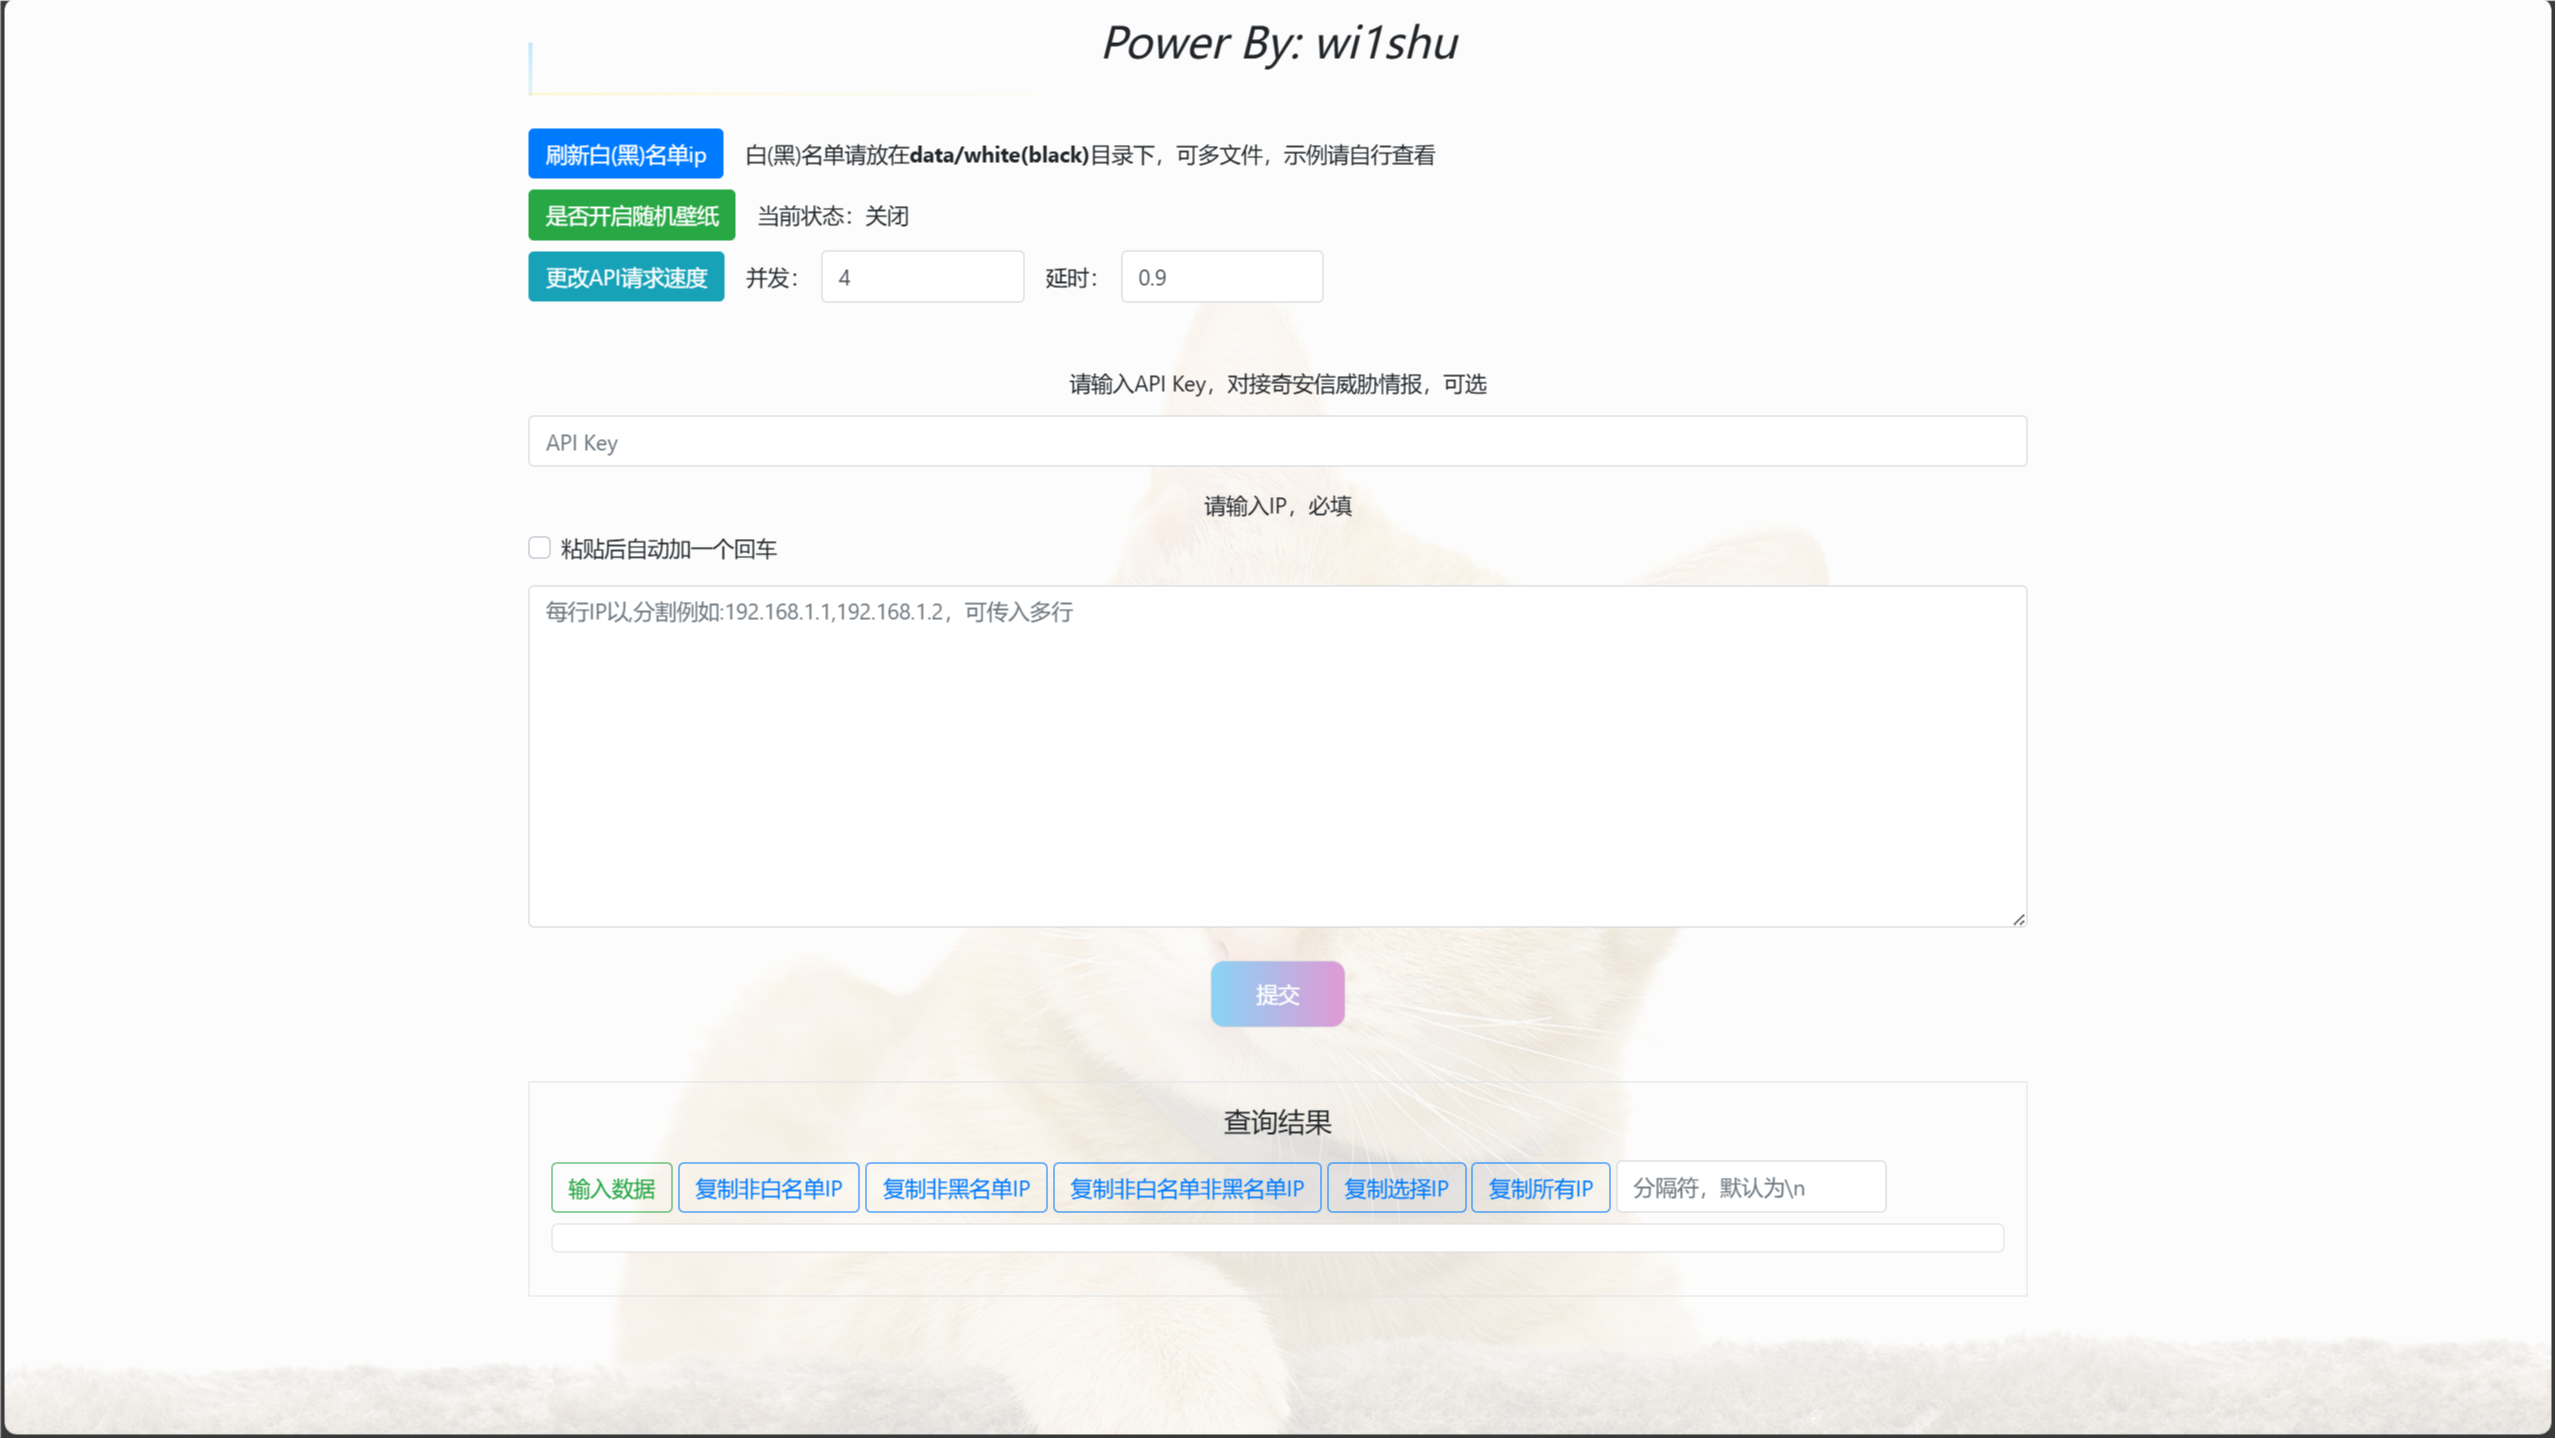 Power By: wi1shu
刷新白(黑)名单ip 白(黑)名单请放在data/white(black)目录下，可多文件，示例请自行查看
是否开启随机壁纸 当前状态：关闭
更改API请求速度 并发： 4 延时： 0.9
请输入API Key，对接奇安信威胁情报，可选
API Key
请输入IP，必填
粘贴后自动加一个回车
每行IP以,分割例如:192.168.1.1,192.168.1.2，可传入多行
提交
查询结果
输入数据 复制非白名单IP 复制非黑名单IP 复制非白名单非黑名单IP 复制选择IP 复制所有IP 分隔符，默认为\n